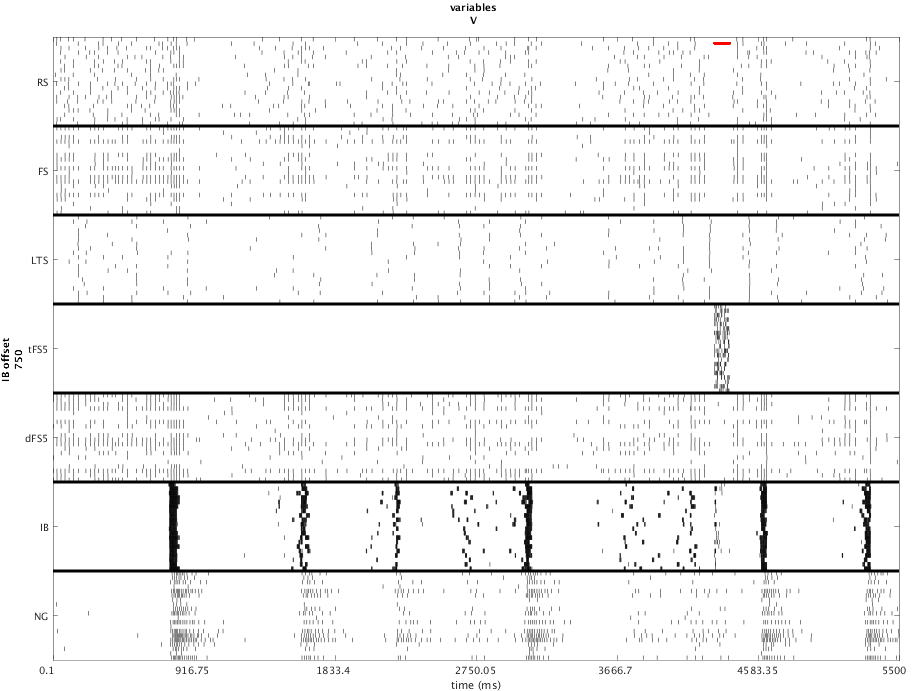 variables
V
RS
FS
LTS
tFS5
dFS5
IB
NG
IB offset
750
0.1 916.75 1833.4 2750.05 3666.7 4583.35 5500
time (ms)